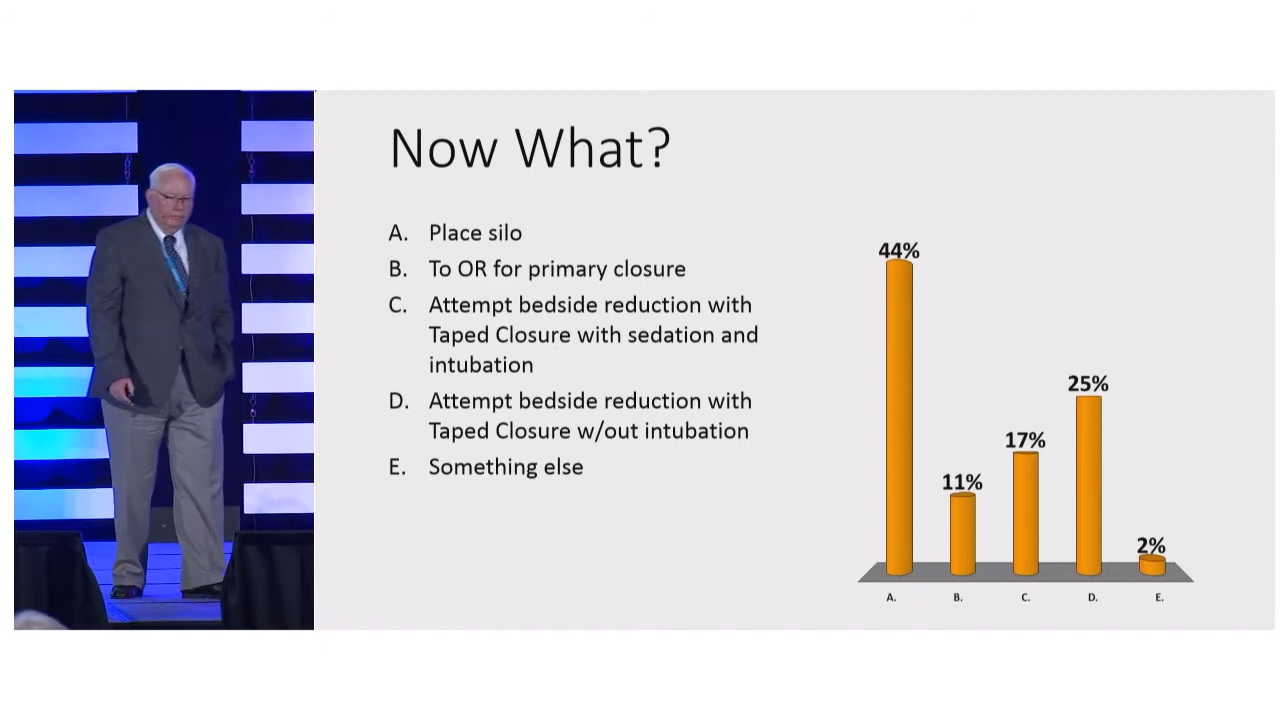 Now What?
A. Place silo
B. To OR for primary closure
C. Attempt bedside reduction with
Taped Closure with sedation and
intubation
D. Attempt bedside reduction with
Taped Closure w/out intubation
E. Something else
44%
11%
17%
25%
2%
A. B. C. D. E.